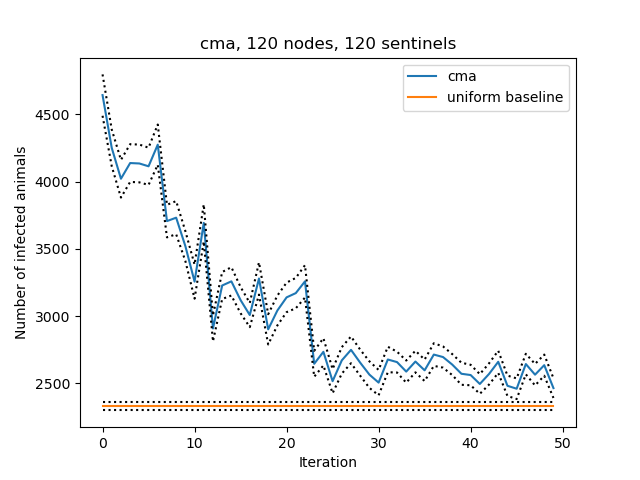 cma, 120 nodes, 120 sentinels
cma
uniform baseline
Number of infected animals
4500
4000
3500
3000
2500
0
10
20
30
40
50
Iteration